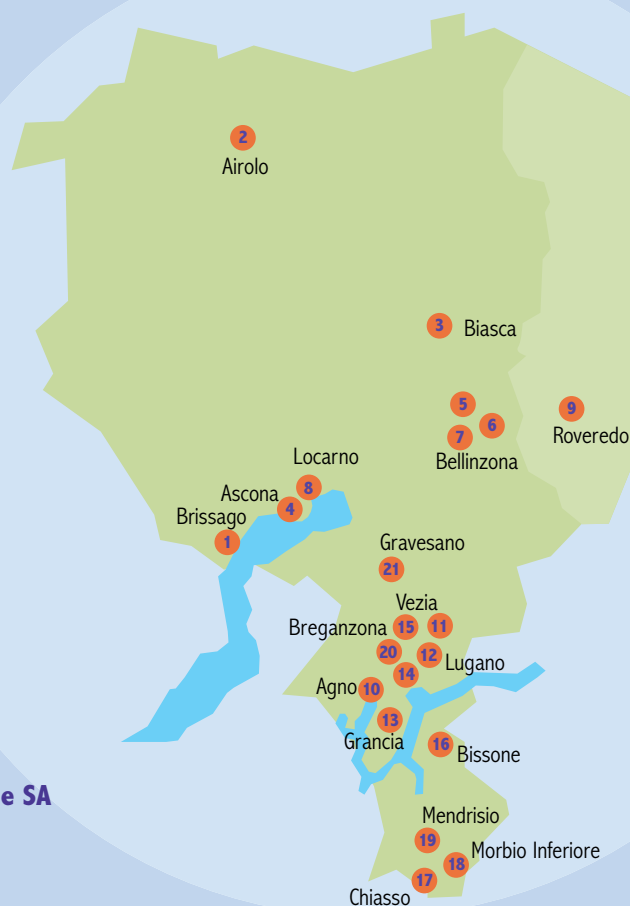 2
Airolo
3
Biasca
5
6
9
7
Roveredo
Bellinzona
Locarno
8
Ascona
4
Brissago
1
Gravesano
21
Vezia
15
11
Breganzona
20
12
Lugano
14
Agno
10
13
Grancia
16
Bissone
e SA
Mendrisio
19
Morbio Inferiore
18
17
Chiasso